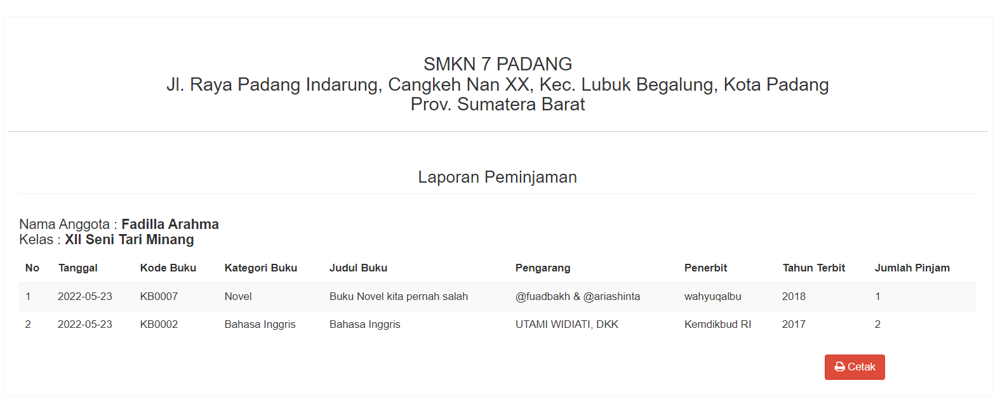 SMKN 7 PADANG
Jl. Raya Padang Indarung, Cangkeh Nan XX, Kec. Lubuk Begalung, Kota Padang
Prov. Sumatera Barat
Laporan Peminjaman
Nama Anggota : Fadilla Arahma
Kelas : XII Seni Tari Minang
No Tanggal Kode Buku Kategori Buku Judul Buku Pengarang Penerbit Tahun Terbit Jumlah Pinjam
1 2022-05-23 KB0007 Novel Buku Novel kita pernah salah @fuadbakh & @ariashinta wahyuqalbu 2018 1
2 2022-05-23 KB0002 Bahasa Inggris Bahasa Inggris UTAMI WIDIATI, DKK Kemdikbud RI 2017 2
Cetak